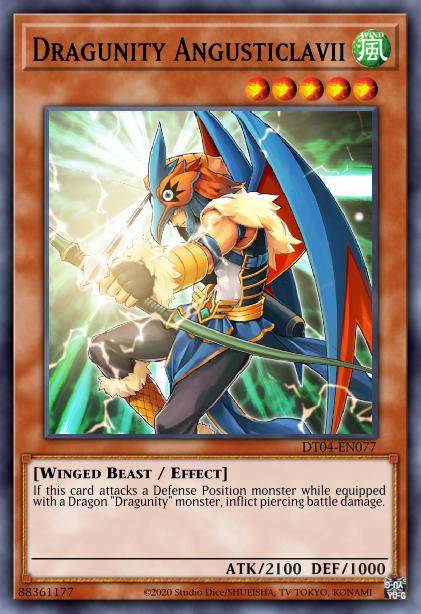 DRAGUNITY ANGUSTICLAVII
WIND
風
DT04-EN077
[WINGED BEAST / EFFECT]
If this card attacks a Defense Position monster while equipped
with a Dragon "Dragunity" monster, inflict piercing battle damage.
ATK/2100 DEF/1000
88361177
©2020 Studio Dice/SHUEISHA, TV TOKYO, KONAMI